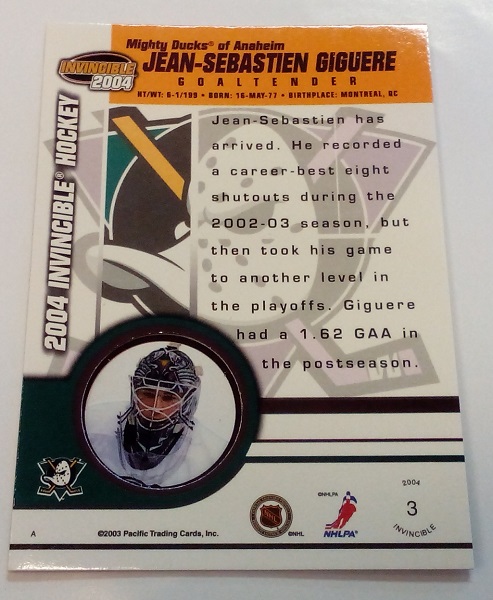 Mighty Ducks® of Anaheim
JEAN-SEBASTIEN GIGUERE
GOALTENDER
HT/WT: 6-1/199 • BORN: 16-MAY-77 • BIRTHPLACE: MONTREAL, QC
INVINCIBLE
2004
2004 INVINCIBLE® HOCKEY
Jean-Sebastien has
arrived. He recorded
a career-best eight
shutouts during the
2002-03 season, but
then took his game
to another level in
the playoffs. Giguere
had a 1.62 GAA in
the postseason.
A
©2003 Pacific Trading Cards, Inc.
NHL
©NHL
©NHLPA
NHLPA™
2004
3
INVINCIBLE